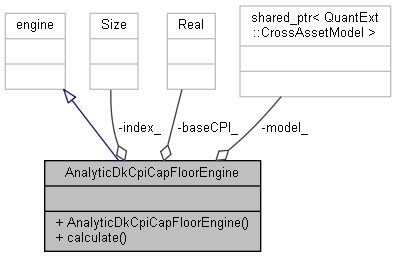 engine
Size
Real
shared_ptr< QuantExt
::CrossAssetModel >
-index_
-baseCPI_
-model_
AnalyticDkCpiCapFloorEngine
+ AnalyticDkCpiCapFloorEngine()
+ calculate()